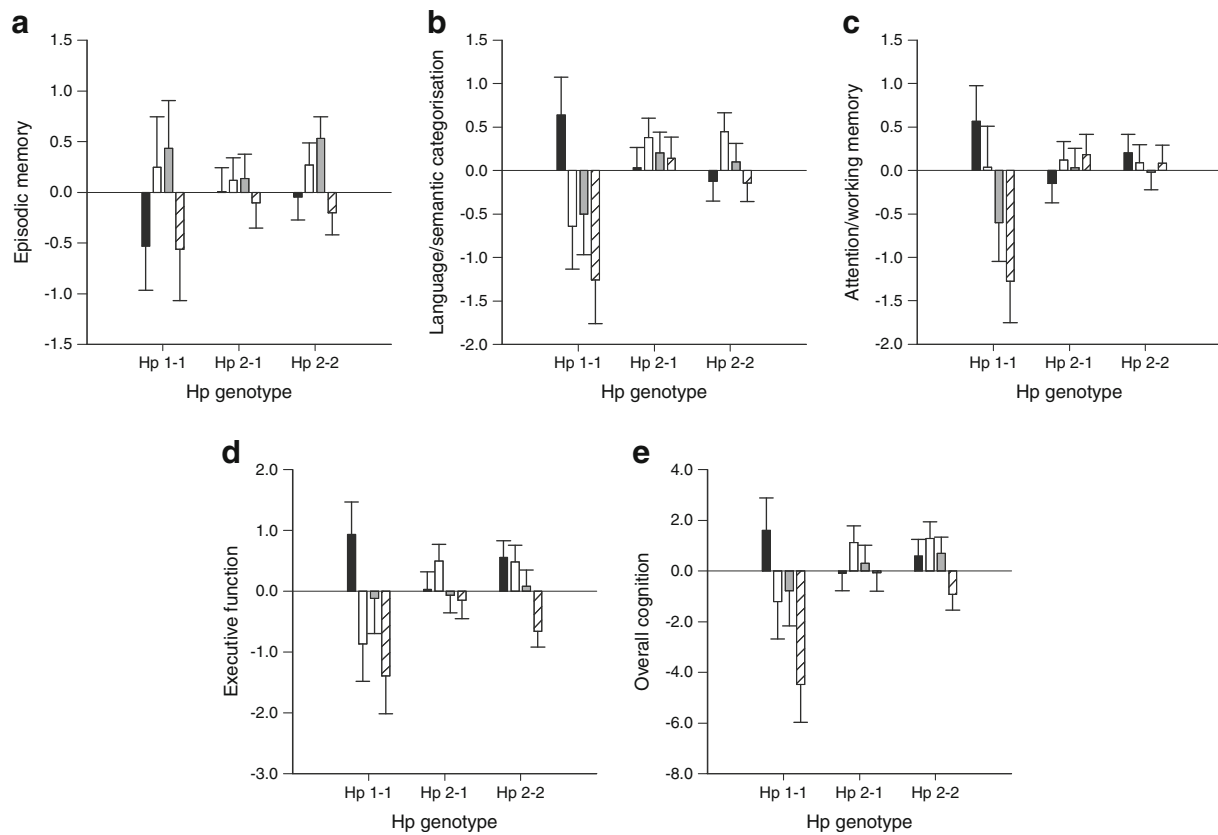 a
Episodic memory
1.5
1.0
0.5
0.0
-0.5
-1.0
-1.5
Hp 1-1 Hp 2-1 Hp 2-2
Hp genotype
b
Language/semantic categorisation
1.5
1.0
0.5
0.0
-0.5
-1.0
-1.5
-2.0
Hp 1-1 Hp 2-1 Hp 2-2
Hp genotype
c
Attention/working memory
1.5
1.0
0.5
0.0
-0.5
-1.0
-1.5
-2.0
Hp 1-1 Hp 2-1 Hp 2-2
Hp genotype
d
Executive function
2.0
1.0
0.0
-1.0
-2.0
-3.0
Hp 1-1 Hp 2-1 Hp 2-2
Hp genotype
e
Overall cognition
4.0
2.0
0.0
-2.0
-4.0
-6.0
-8.0
Hp 1-1 Hp 2-1 Hp 2-2
Hp genotype